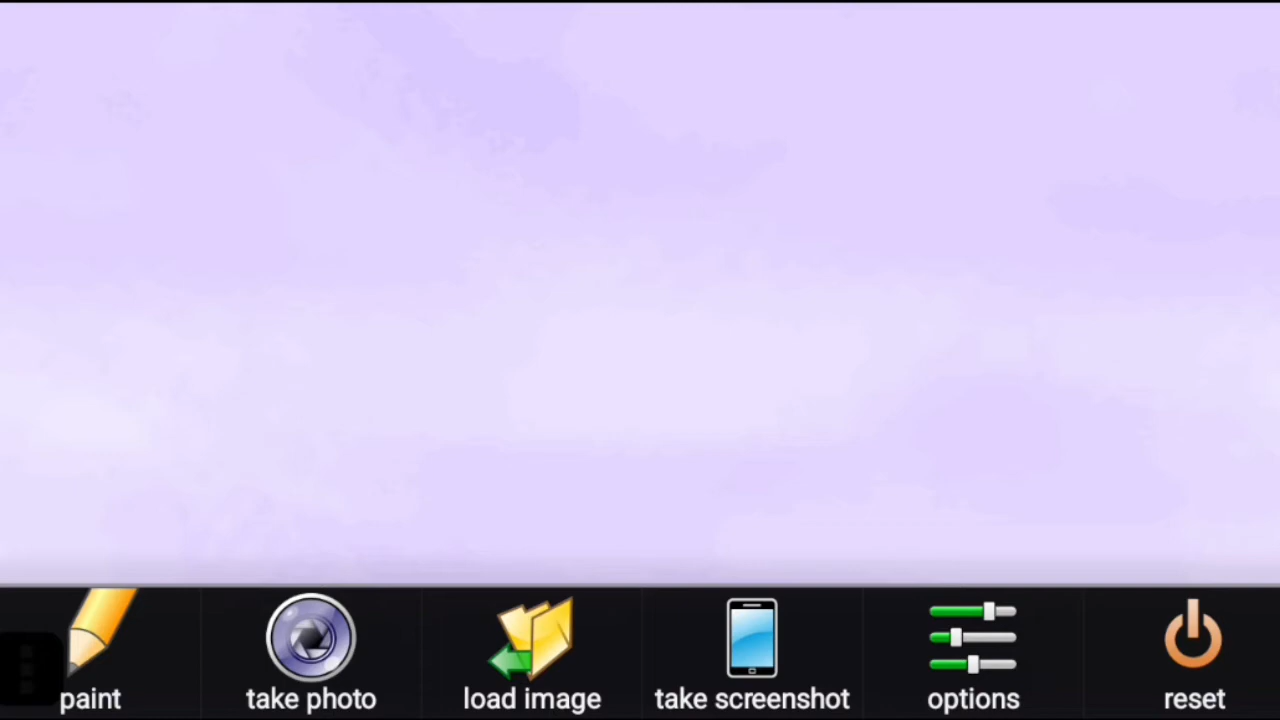 paint
take photo
load image
take screenshot
options
reset